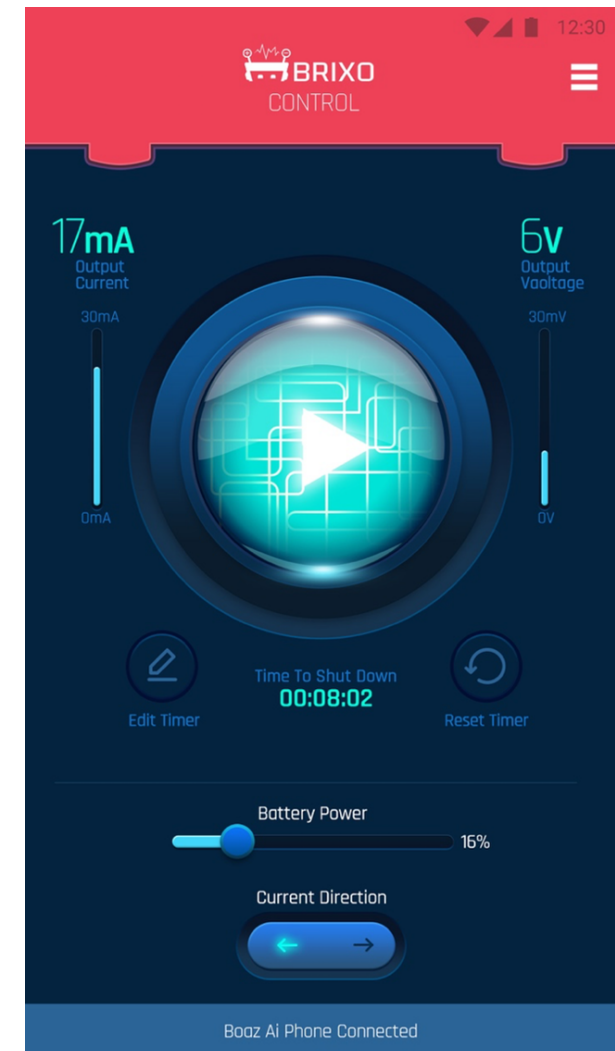 12:30
BRIXO
CONTROL
17mA
Output
Current
30mA
0mA
6V
Output
Vaoltage
30mV
0V
Edit Timer
Time To Shut Down
00:08:02
Reset Timer
Battery Power
16%
Current Direction
Boaz Ai Phone Connected